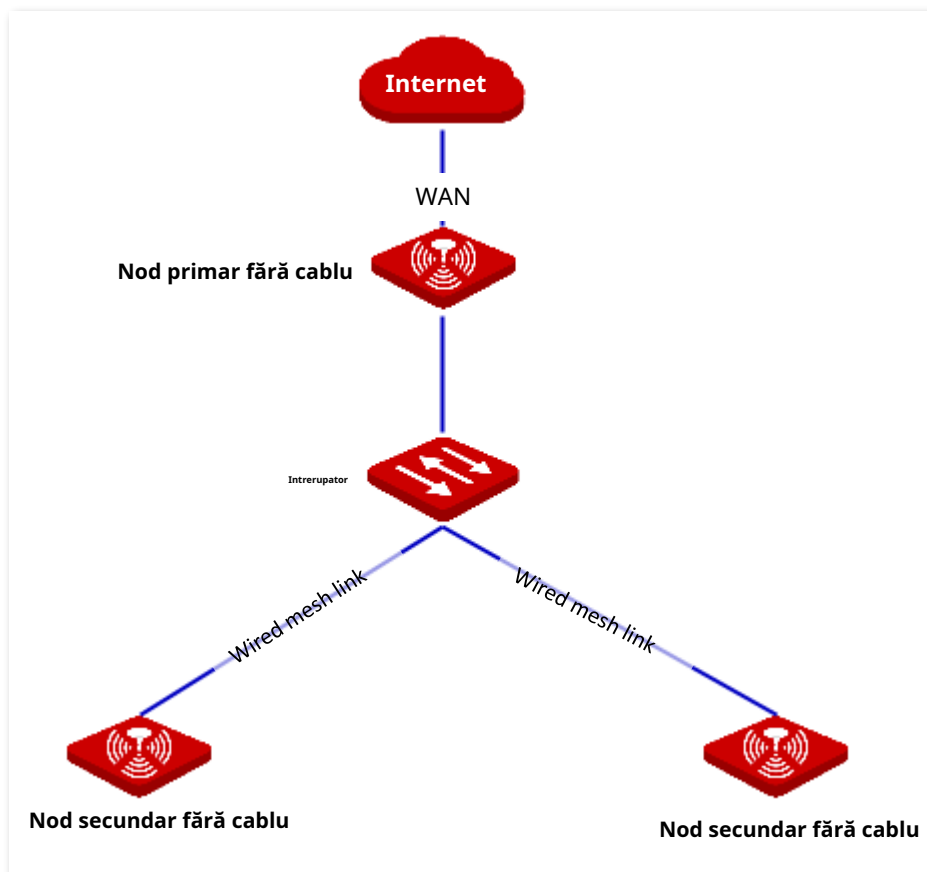 Internet
WAN
Nod primar fără cablu
Intrerupator
Wired mesh link
Wired mesh link
Nod secundar fără cablu
Nod secundar fără cablu